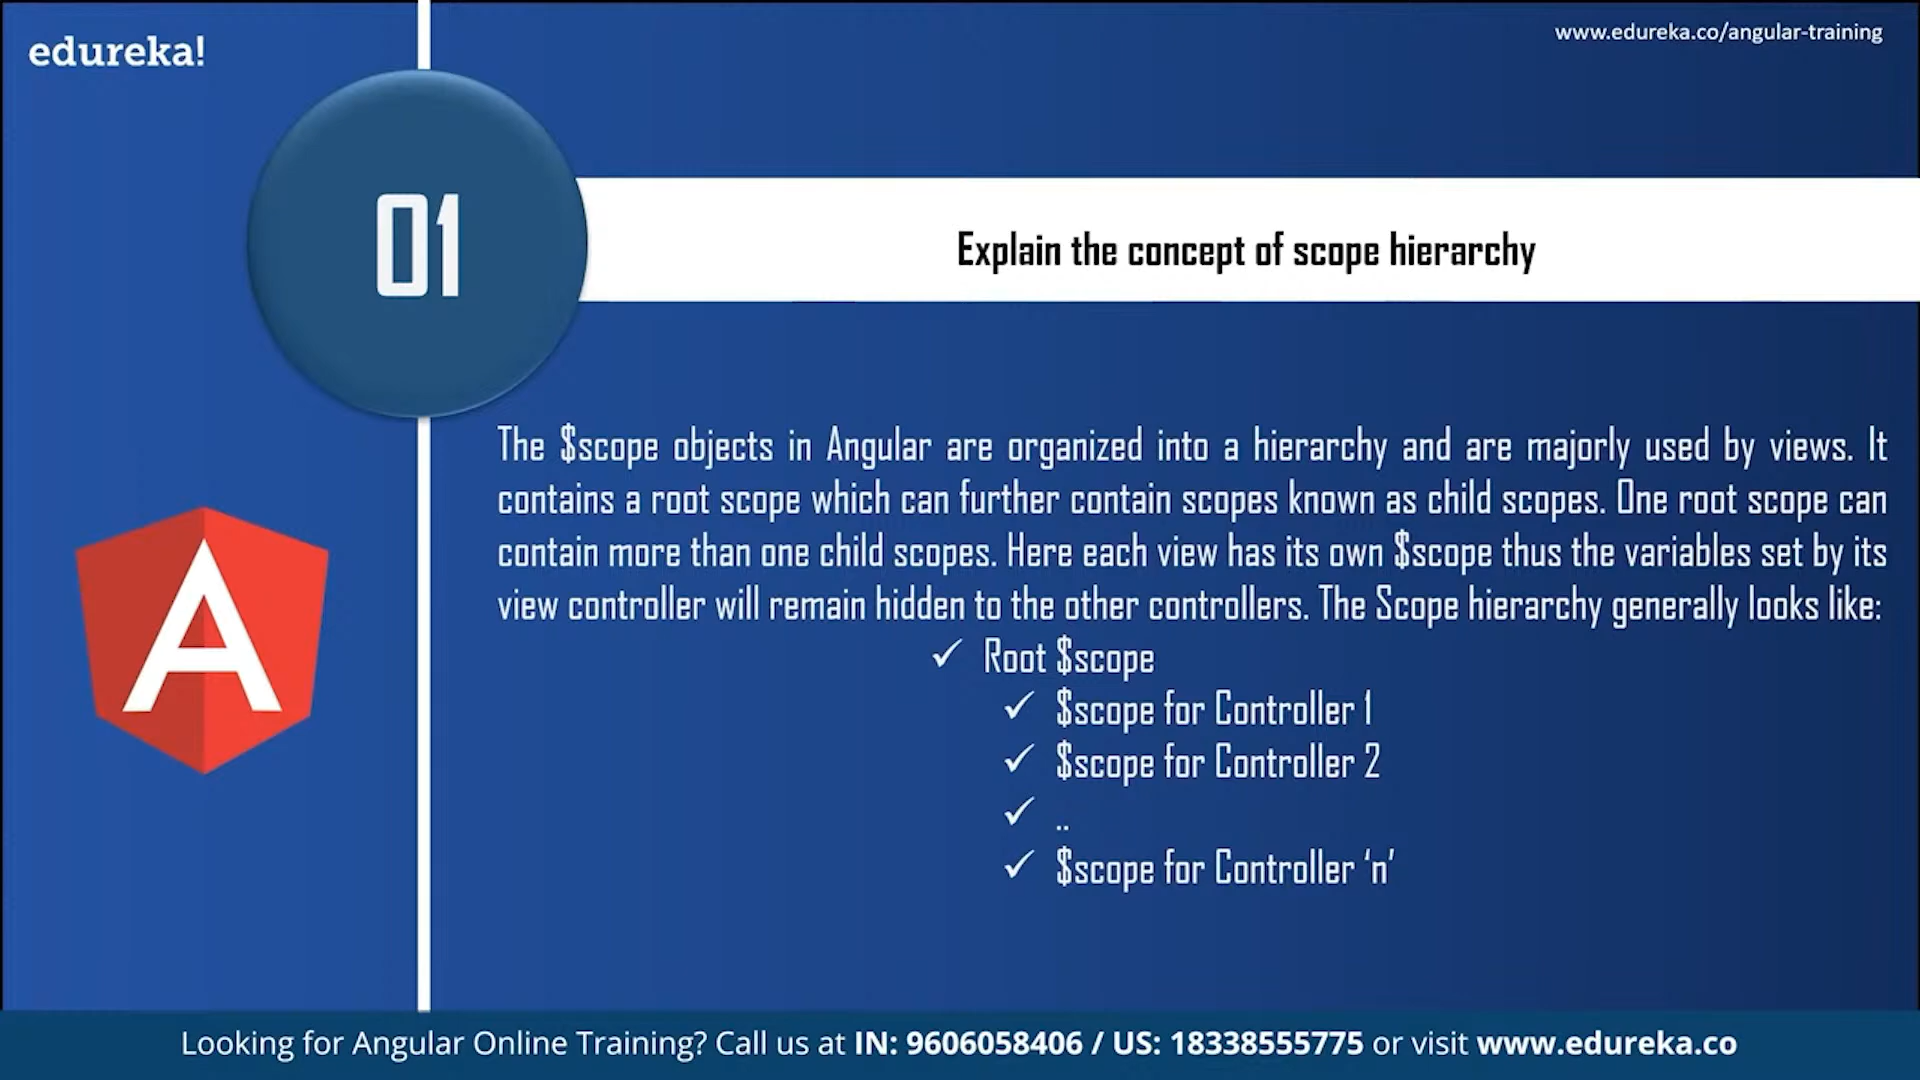 edureka!
www.edureka.co/angular-training
01
Explain the concept of scope hierarchy
The $scope objects in Angular are organized into a hierarchy and are majorly used by views. It
contains a root scope which can further contain scopes known as child scopes. One root scope can
contain more than one child scopes. Here each view has its own $scope thus the variables set by its
view controller will remain hidden to the other controllers. The Scope hierarchy generally looks like:
✓ Root $scope
✓ $scope for Controller 1
✓ $scope for Controller 2
✓ ..
✓ $scope for Controller ‘n’
A
Looking for Angular Online Training? Call us at IN: 9606058406 / US: 18338555775 or visit www.edureka.co